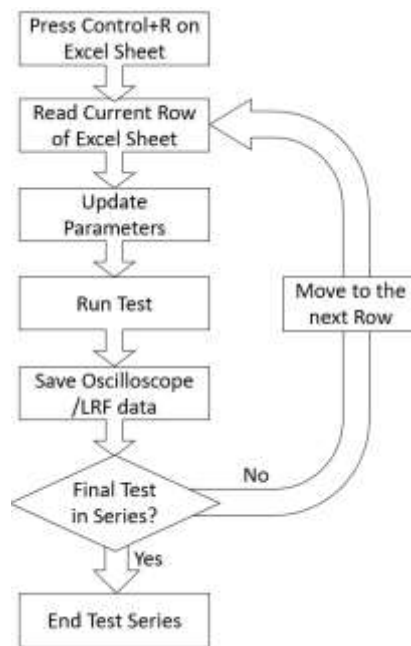 Press Control+R on
Excel Sheet
Read Current Row
of Excel Sheet
Update
Parameters
Run Test
Move to the
next Row
Save Oscilloscope
/LRF data
Final Test
in Series?
No
Yes
End Test Series